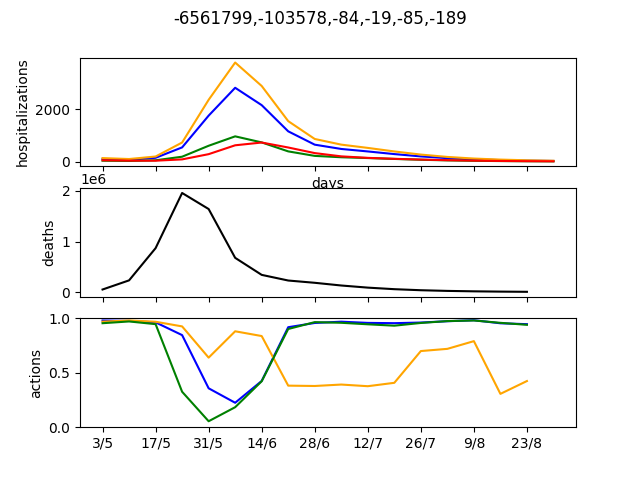 -6561799,-103578,-84,-19,-85,-189
hospitalizations
2000
0
days
1e6
deaths
2
1
0
actions
1.0
0.5
0.0
3/5 17/5 31/5 14/6 28/6 12/7 26/7 9/8 23/8